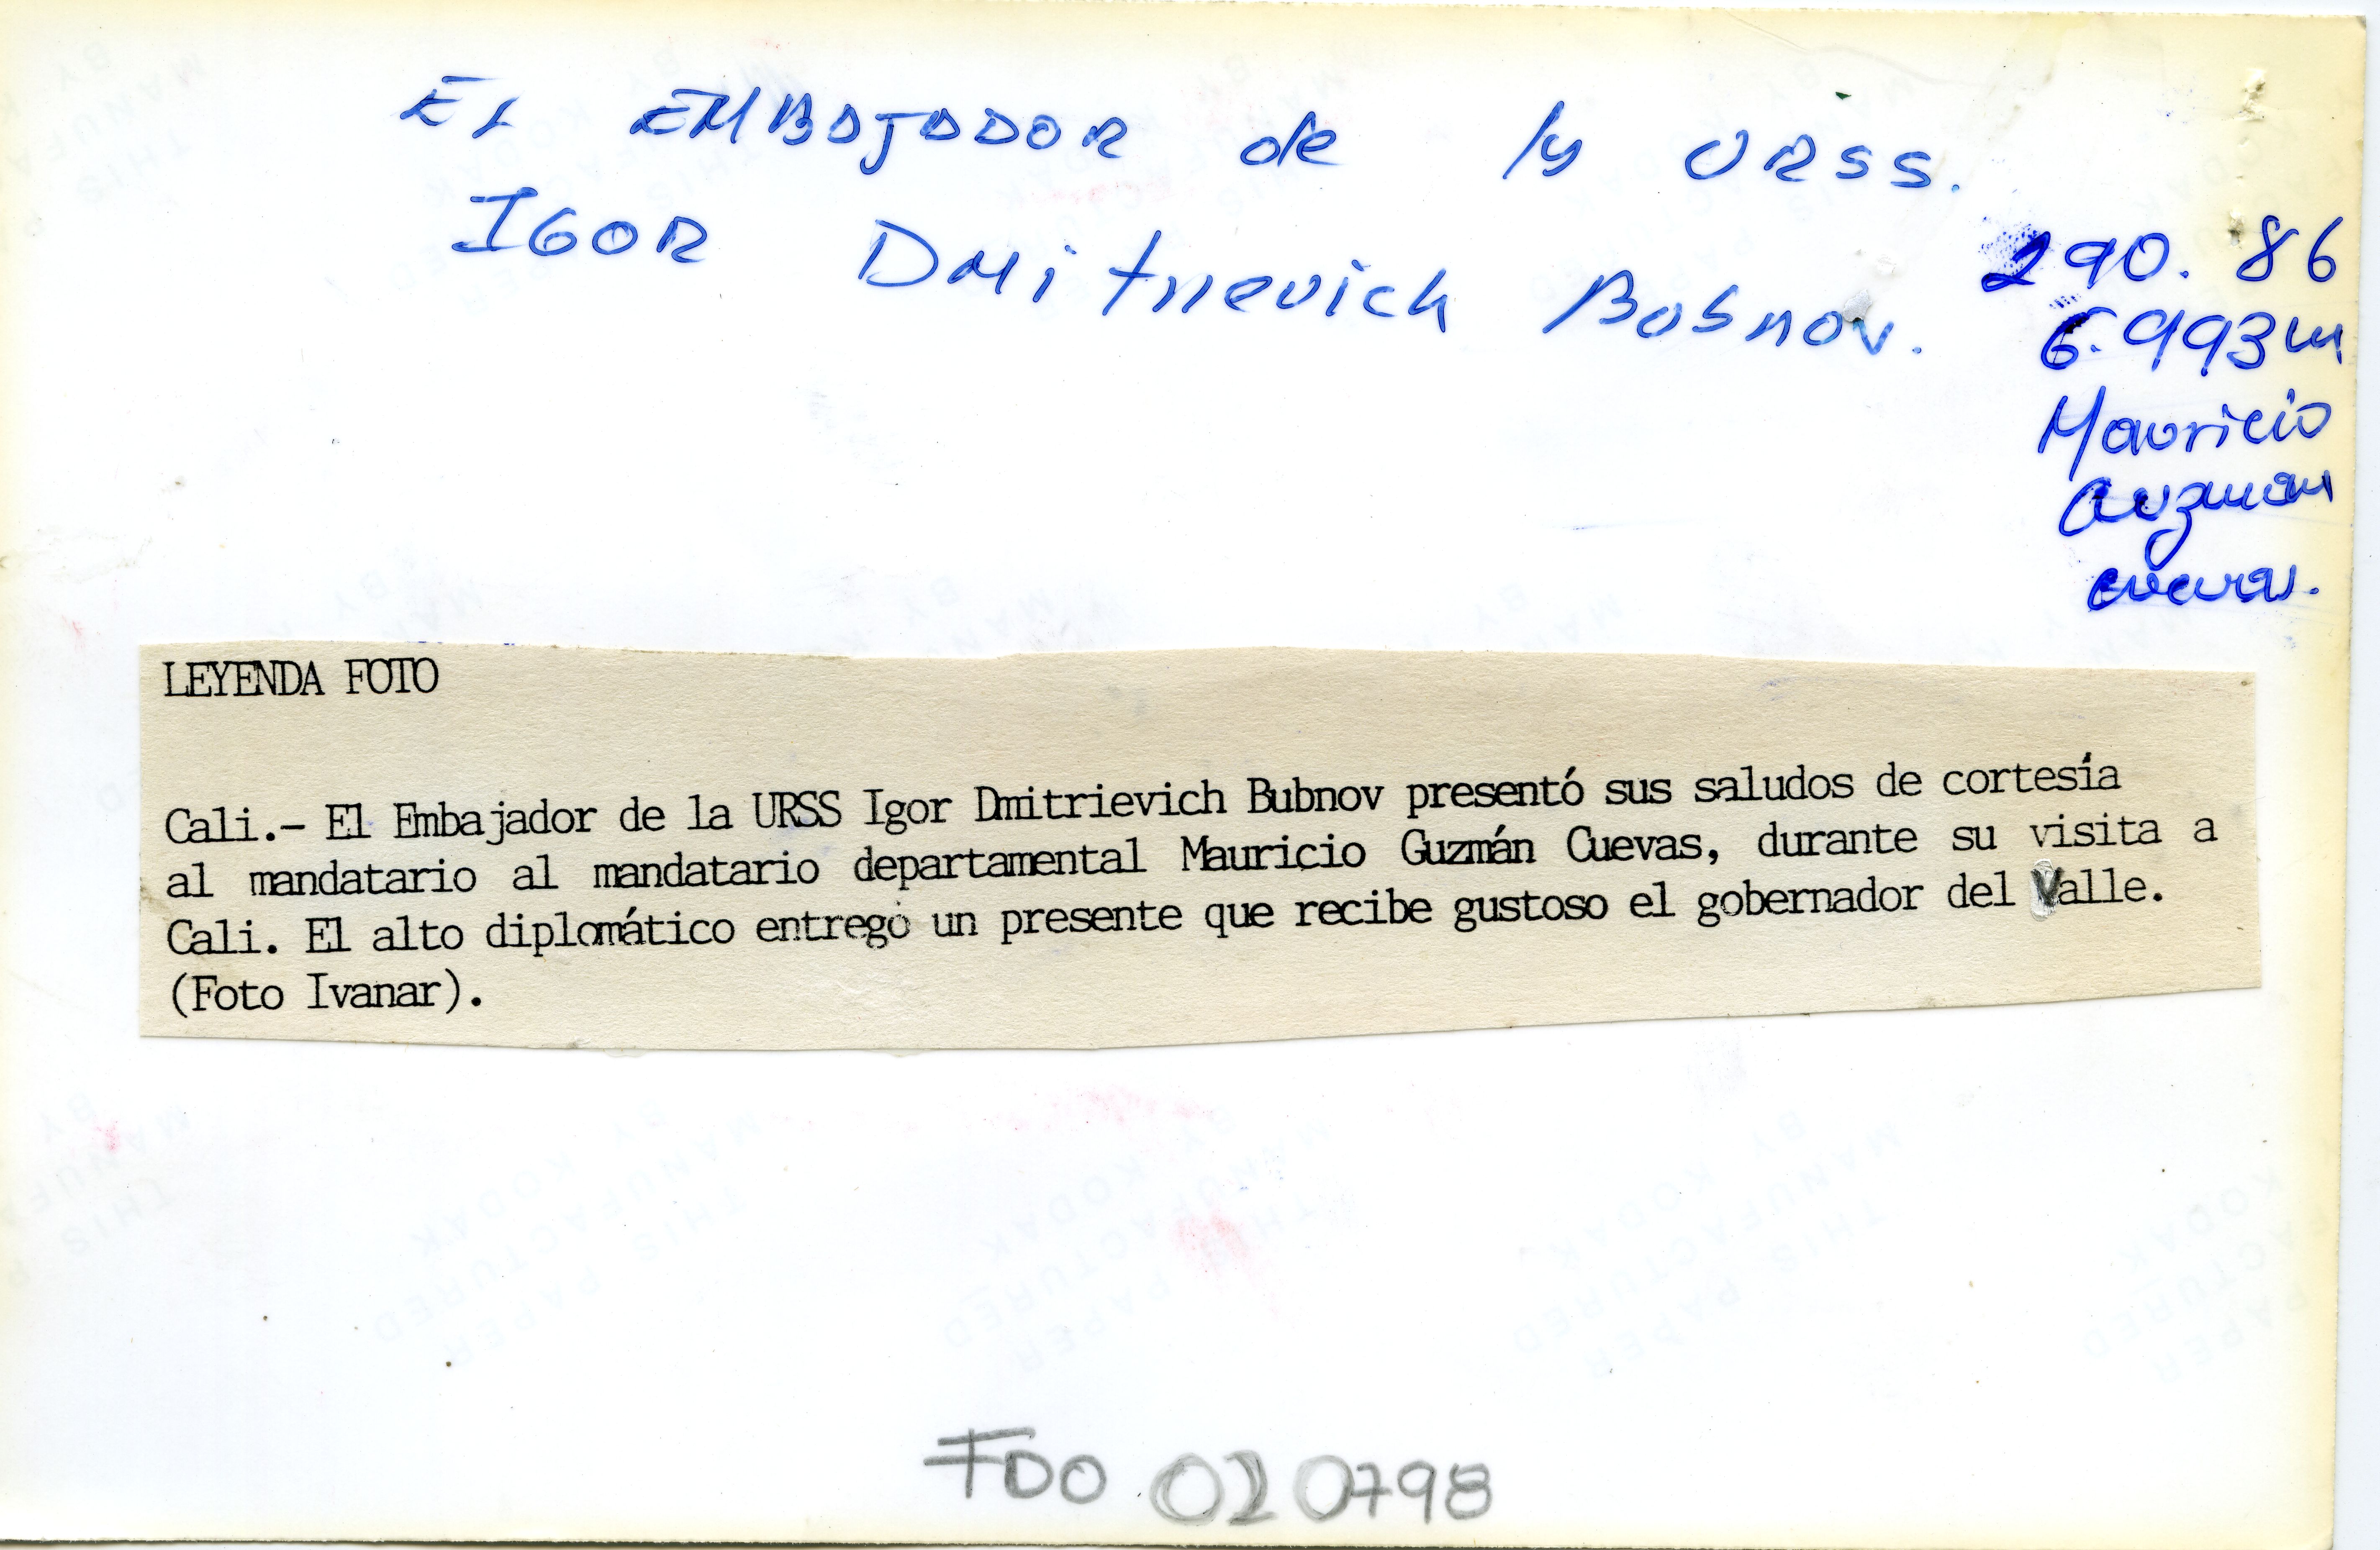 EL EMBAJADOR de la URSS.
IGOR Dmitrievich Bosnov.
290.86
6.993m
Mauricio
Guzman
cuevas.
LEYENDA FOTO
Cali.- El Embajador de la URSS Igor Dmitrievich Bubnov presentó sus saludos de cortesía
al mandatario al mandatario departamental Mauricio Guzmán Cuevas, durante su visita a
Cali. El alto diplomático entregó un presente que recibe gustoso el gobernador del Valle.
(Foto Ivanar).
FDO 020798